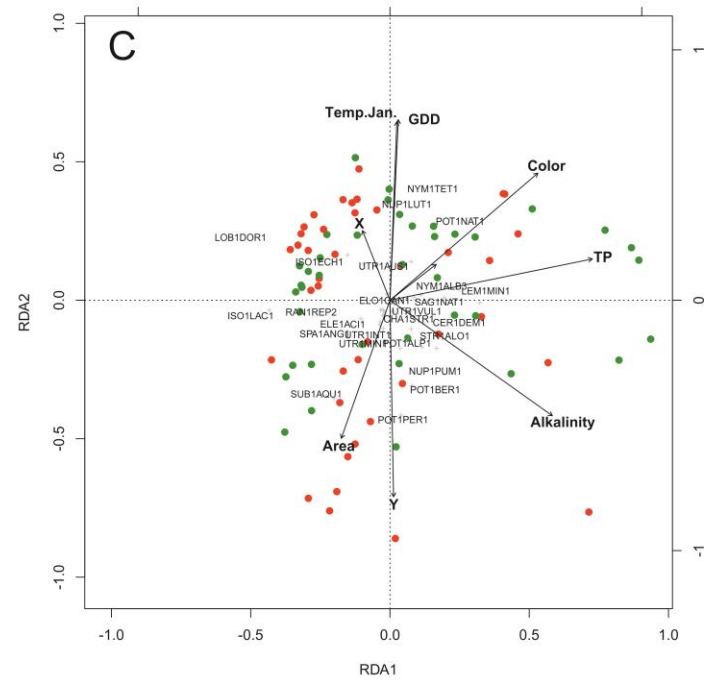 C
1.0
0.5
0.0
-0.5
-1.0
RDA2
1
0
-1
Temp.Jan.
GDD
Color
NYM1TET1
NUP1LUT1
X
POT1NAT1
LOB1DOR1
TP
ISO1ECH1
UTR1AUS1
NYM1ALB3
LEM1MIN1
ELO1CAN1
SAG1NAT1
ISO1LAC1
RAN1REP2
UTR1VUL1
ELE1ACI1
CHA1STR1
CER1DEM1
SPA1ANG1
UTR1INT1
STR1ALO1
UTR1MIN1
POT1ALP1
NUP1PUM1
SUB1AQU1
POT1BER1
POT1PER1
Alkalinity
Area
Y
-1.0
-0.5
0.0
0.5
1.0
RDA1